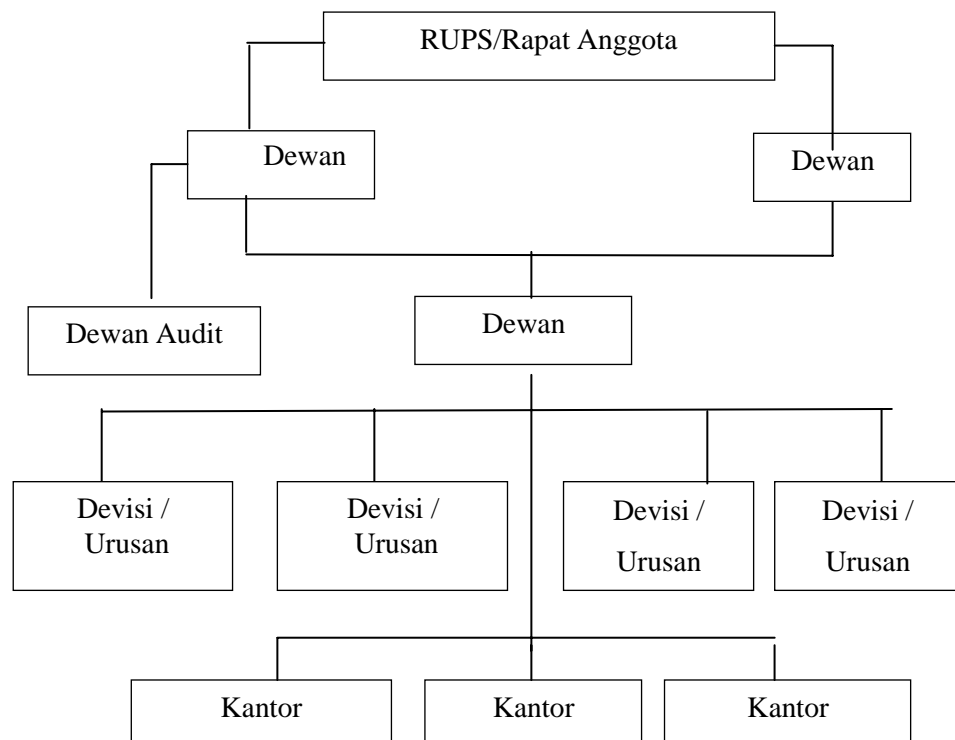 RUPS/Rapat Anggota
Dewan
Dewan
Dewan Audit
Dewan
Devisi /
Urusan
Devisi /
Urusan
Devisi /
Urusan
Devisi /
Urusan
Kantor
Kantor
Kantor